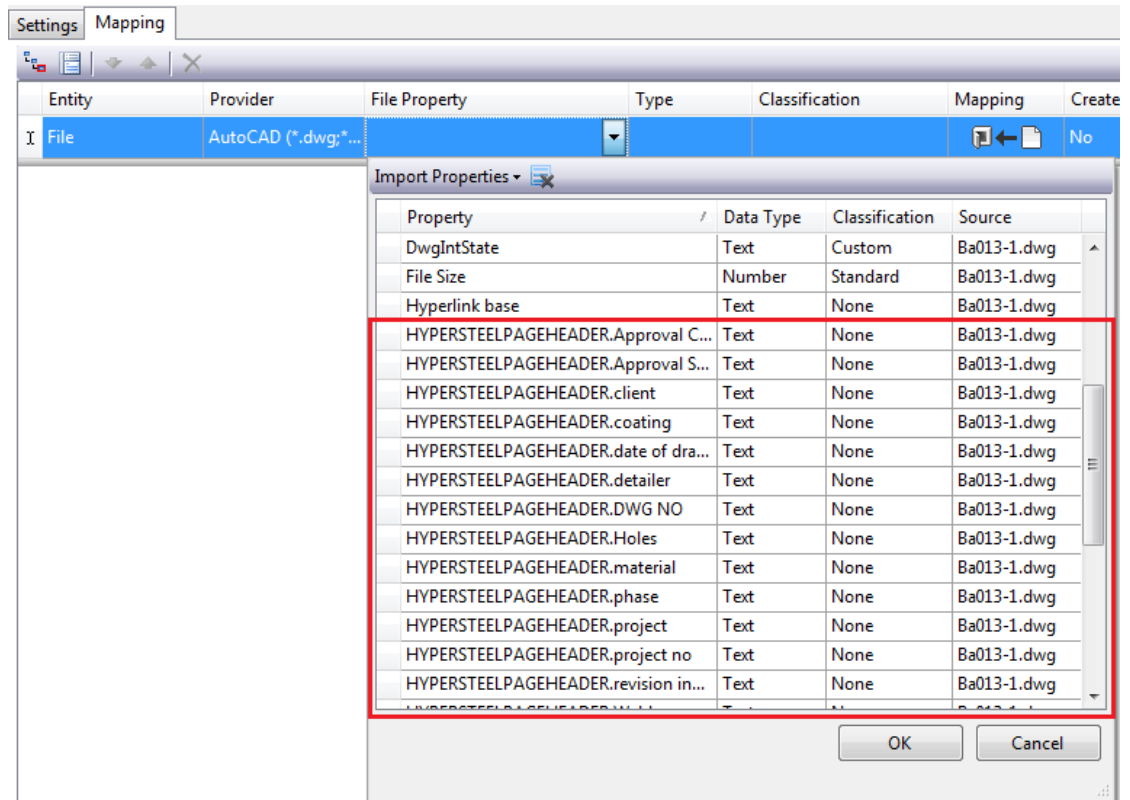 Settings Mapping
Entity Provider File Property Type Classification Mapping Create
File AutoCAD (*.dwg;*... No
Import Properties
Property Data Type Classification Source
DwgIntState Text Custom Ba013-1.dwg
File Size Number Standard Ba013-1.dwg
Hyperlink base Text None Ba013-1.dwg
HYPERSTEELPAGEHEADER.Approval C... Text None Ba013-1.dwg
HYPERSTEELPAGEHEADER.Approval S... Text None Ba013-1.dwg
HYPERSTEELPAGEHEADER.client Text None Ba013-1.dwg
HYPERSTEELPAGEHEADER.coating Text None Ba013-1.dwg
HYPERSTEELPAGEHEADER.date of dra... Text None Ba013-1.dwg
HYPERSTEELPAGEHEADER.detailer Text None Ba013-1.dwg
HYPERSTEELPAGEHEADER.DWG NO Text None Ba013-1.dwg
HYPERSTEELPAGEHEADER.Holes Text None Ba013-1.dwg
HYPERSTEELPAGEHEADER.material Text None Ba013-1.dwg
HYPERSTEELPAGEHEADER.phase Text None Ba013-1.dwg
HYPERSTEELPAGEHEADER.project Text None Ba013-1.dwg
HYPERSTEELPAGEHEADER.project no Text None Ba013-1.dwg
HYPERSTEELPAGEHEADER.revision in... Text None Ba013-1.dwg
OK Cancel